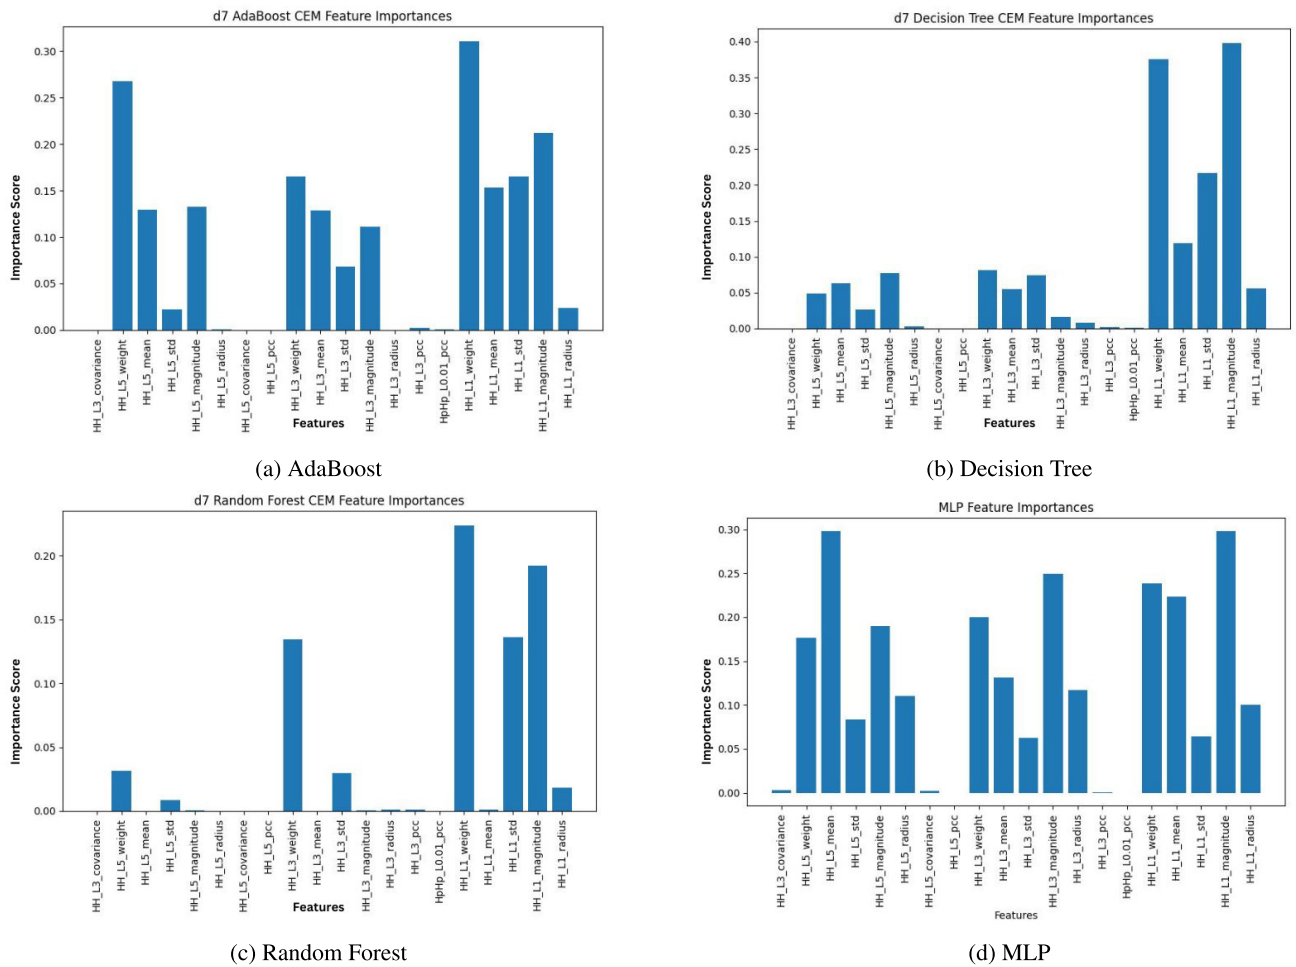 d7 AdaBoost CEM Feature Importances
Importance Score
0.30
0.25
0.20
0.15
0.10
0.05
0.00
HH_L3_covariance
HH_L5_weight
HH_L5_mean
HH_L5_std
HH_L5_magnitude
HH_L5_radius
HH_L5_covariance
HH_L5_pcc
HH_L3_weight
HH_L3_mean
HH_L3_std
HH_L3_magnitude
HH_L3_radius
HH_L3_pcc
HpHp_L0.01_pcc
HH_L1_weight
HH_L1_mean
HH_L1_std
HH_L1_magnitude
HH_L1_radius
Features
(a) AdaBoost
d7 Decision Tree CEM Feature Importances
Importance Score
0.40
0.35
0.30
0.25
0.20
0.15
0.10
0.05
0.00
HH_L3_covariance
HH_L5_weight
HH_L5_mean
HH_L5_std
HH_L5_magnitude
HH_L5_radius
HH_L5_covariance
HH_L5_pcc
HH_L3_weight
HH_L3_mean
HH_L3_std
HH_L3_magnitude
HH_L3_radius
HH_L3_pcc
HpHp_L0.01_pcc
HH_L1_weight
HH_L1_mean
HH_L1_std
HH_L1_magnitude
HH_L1_radius
Features
(b) Decision Tree
d7 Random Forest CEM Feature Importances
Importance Score
0.20
0.15
0.10
0.05
0.00
HH_L3_covariance
HH_L5_weight
HH_L5_mean
HH_L5_std
HH_L5_magnitude
HH_L5_radius
HH_L5_covariance
HH_L5_pcc
HH_L3_weight
HH_L3_mean
HH_L3_std
HH_L3_magnitude
HH_L3_radius
HH_L3_pcc
HpHp_L0.01_pcc
HH_L1_weight
HH_L1_mean
HH_L1_std
HH_L1_magnitude
HH_L1_radius
Features
(c) Random Forest
MLP Feature Importances
Importance Score
0.30
0.25
0.20
0.15
0.10
0.05
0.00
HH_L3_covariance
HH_L5_weight
HH_L5_mean
HH_L5_std
HH_L5_magnitude
HH_L5_radius
HH_L5_covariance
HH_L5_pcc
HH_L3_weight
HH_L3_mean
HH_L3_std
HH_L3_magnitude
HH_L3_radius
HH_L3_pcc
HpHp_L0.01_pcc
HH_L1_weight
HH_L1_mean
HH_L1_std
HH_L1_magnitude
HH_L1_radius
Features
(d) MLP